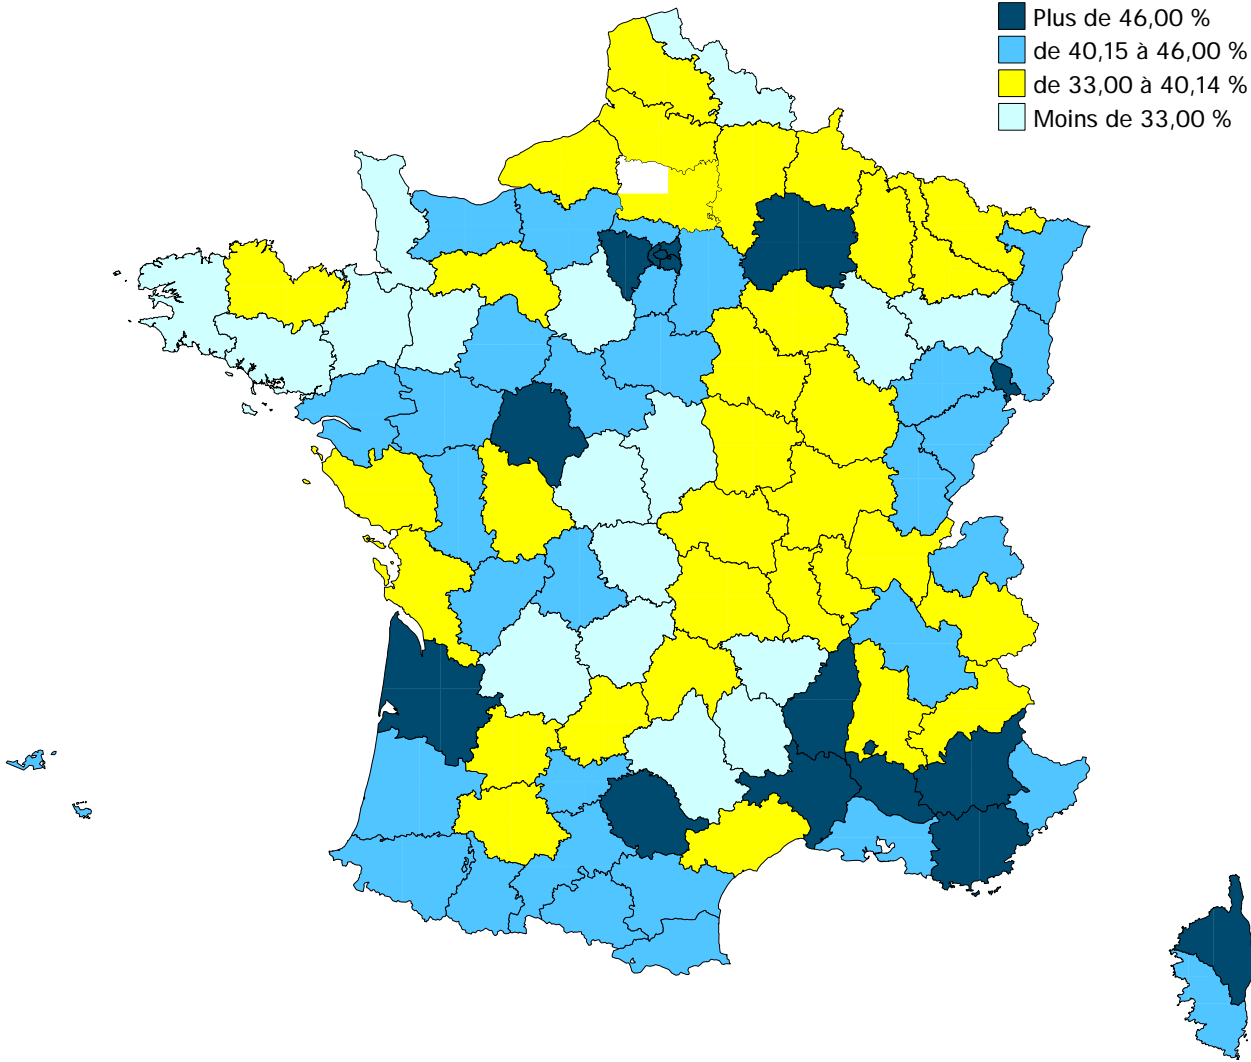 Plus de 46,00 %
de 40,15 à 46,00 %
de 33,00 à 40,14 %
Moins de 33,00 %